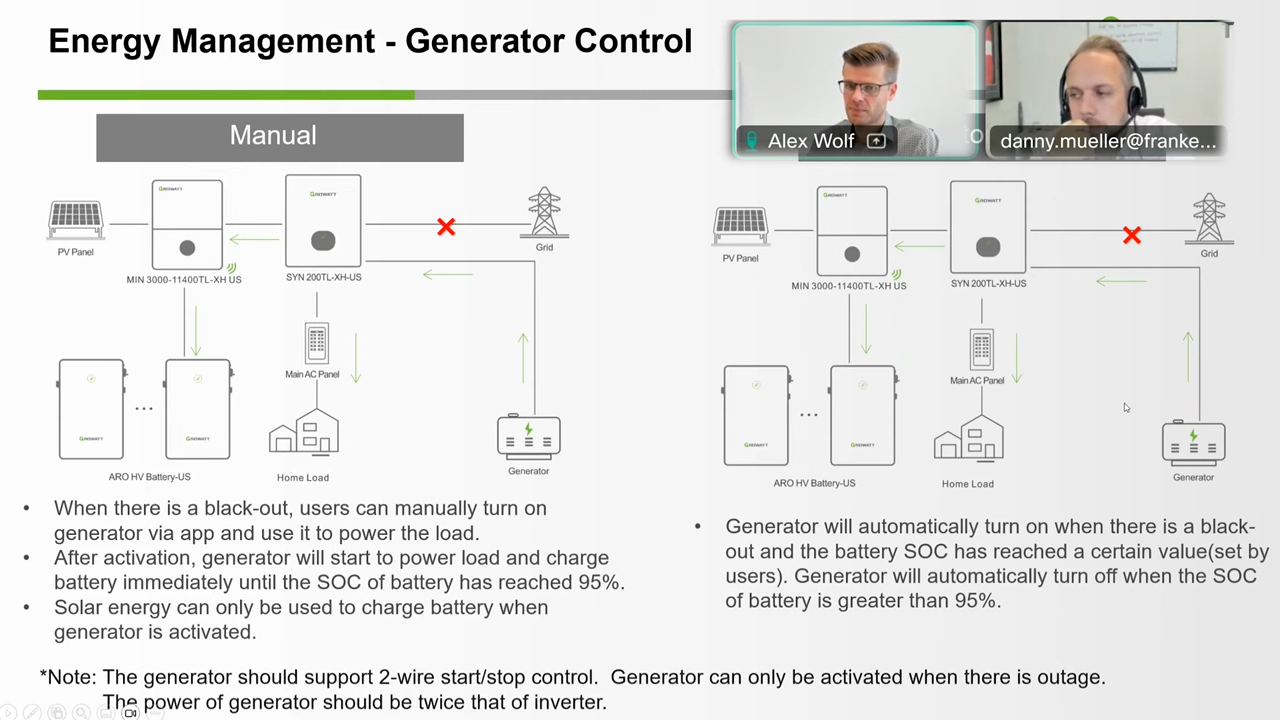 Energy Management - Generator Control
Alex Wolf
danny.mueller@franke...
Manual
GROWATT
GROWATT
PV Panel
Grid
MIN 3000-11400TL-XH US
SYN 200TL-XH-US
Main AC Panel
GROWATT
GROWATT
ARO HV Battery-US
Home Load
Generator
GROWATT
GROWATT
PV Panel
Grid
MIN 3000-11400TL-XH US
SYN 200TL-XH-US
Main AC Panel
GROWATT
GROWATT
ARO HV Battery-US
Home Load
Generator
• When there is a black-out, users can manually turn on
generator via app and use it to power the load.
• After activation, generator will start to power load and charge
battery immediately until the SOC of battery has reached 95%.
• Solar energy can only be used to charge battery when
generator is activated.
• Generator will automatically turn on when there is a black-
out and the battery SOC has reached a certain value(set by
users). Generator will automatically turn off when the SOC
of battery is greater than 95%.
*Note: The generator should support 2-wire start/stop control. Generator can only be activated when there is outage.
The power of generator should be twice that of inverter.